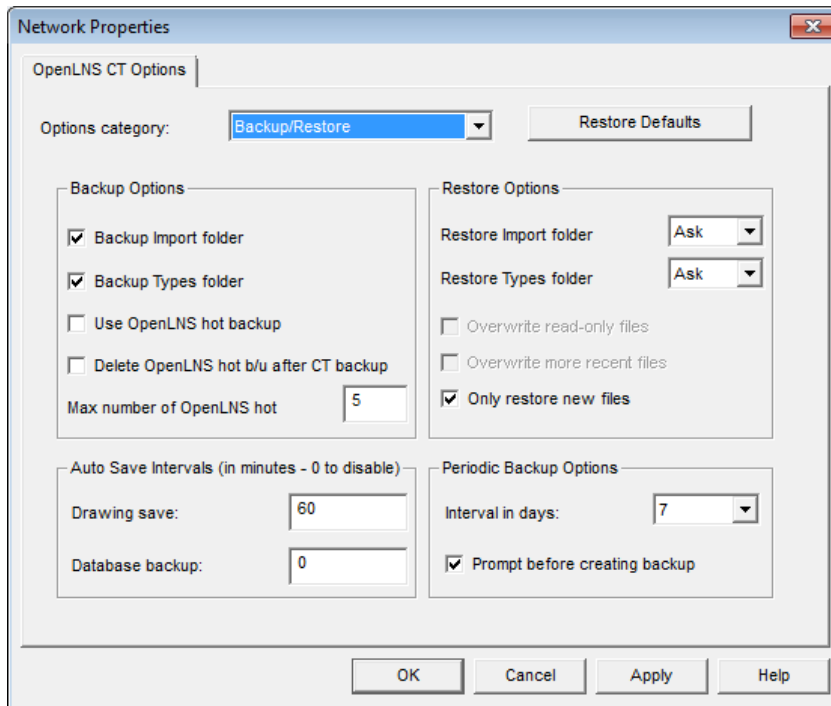 Network Properties
OpenLNS CT Options
Options category: Backup/Restore Restore Defaults
Backup Options
Backup Import folder
Backup Types folder
Use OpenLNS hot backup
Delete OpenLNS hot b/u after CT backup
Max number of OpenLNS hot 5
Restore Options
Restore Import folder Ask
Restore Types folder Ask
Overwrite read-only files
Overwrite more recent files
Only restore new files
Auto Save Intervals (in minutes - 0 to disable)
Drawing save: 60
Database backup: 0
Periodic Backup Options
Interval in days: 7
Prompt before creating backup
OK Cancel Apply Help